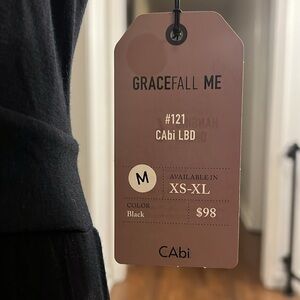 GRACEFALL ME
#121
CAbi LBD
M
AVAILABLE IN
XS-XL
COLOR
Black
$98
CAbi